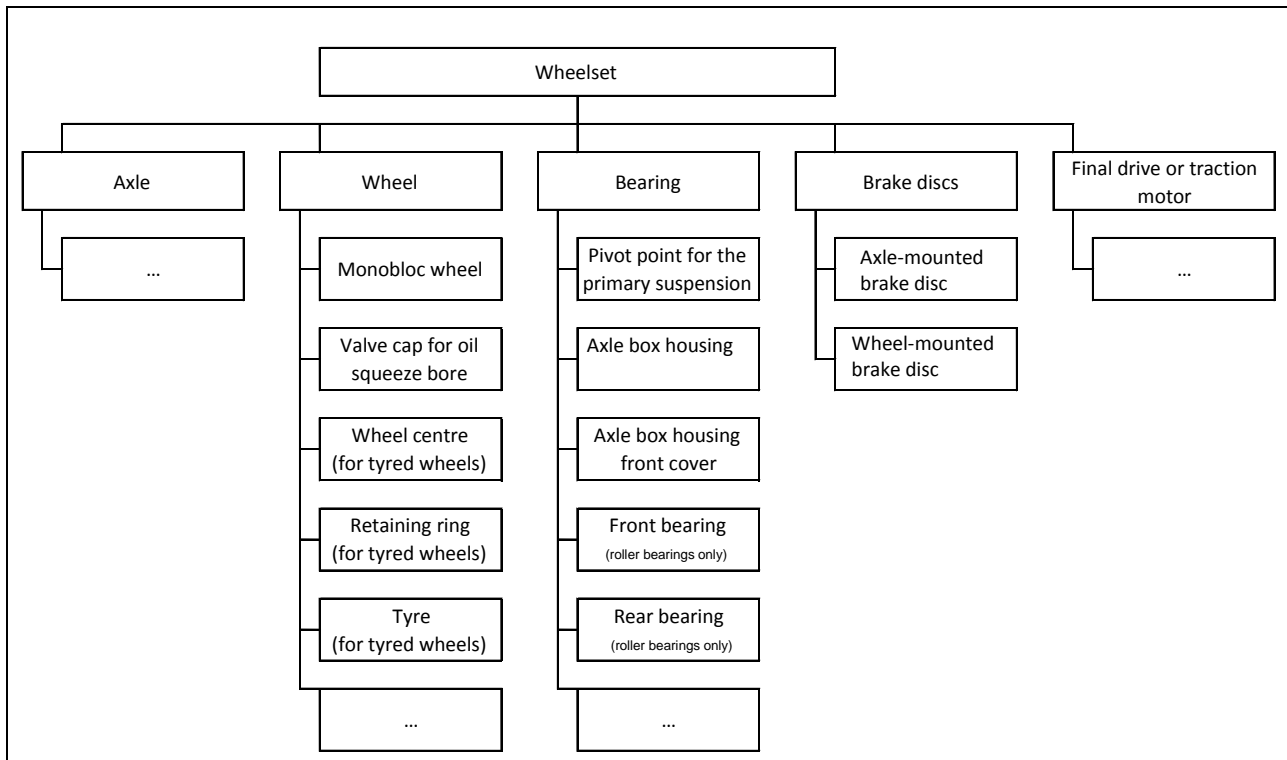 Wheelset
Axle
Wheel
Bearing
Brake discs
Final drive or traction
motor
...
Monobloc wheel
Pivot point for the
primary suspension
Axle-mounted
brake disc
...
Valve cap for oil
squeeze bore
Axle box housing
Wheel-mounted
brake disc
Wheel centre
(for tyred wheels)
Axle box housing
front cover
Retaining ring
(for tyred wheels)
Front bearing
(roller bearings only)
Tyre
(for tyred wheels)
Rear bearing
(roller bearings only)
...
...